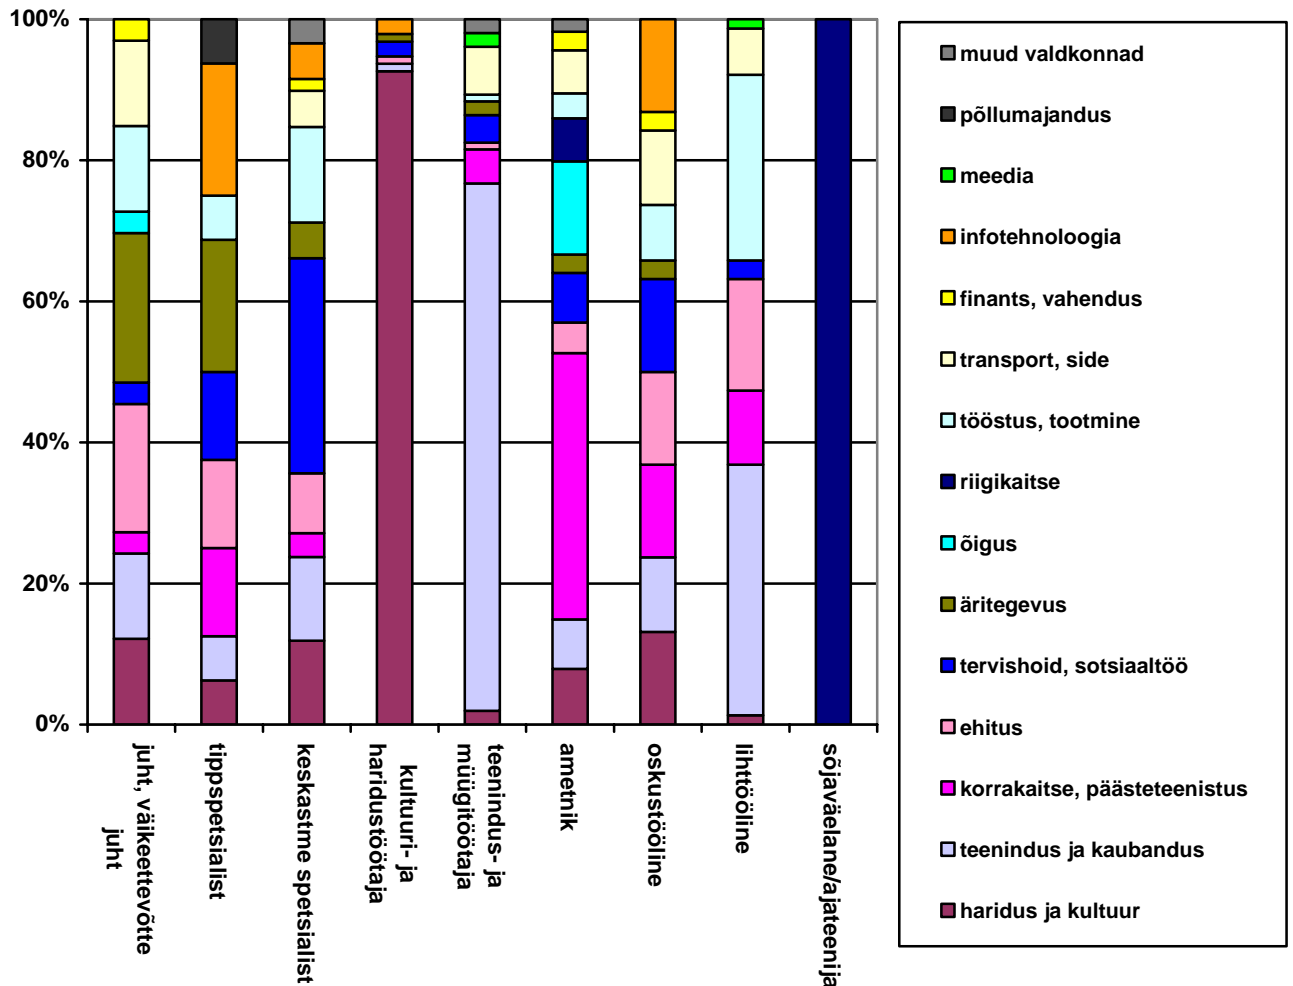 100%
80%
60%
40%
20%
0%
juht, väikeettevõtte
juht
tippspetsialist
keskastme spetsialist
kultuuri- ja
haridustöötaja
teenindus- ja
müügitöötaja
ametnik
oskustööline
lihttööline
sõjaväelane/ajateenija
muud valdkonnad
põllumajandus
meedia
infotehnoloogia
finants, vahendus
transport, side
tööstus, tootmine
riigikaitse
õigus
äritegevus
tervishoid, sotsiaaltöö
ehitus
korrakaitse, päästeteenistus
teenindus ja kaubandus
haridus ja kultuur